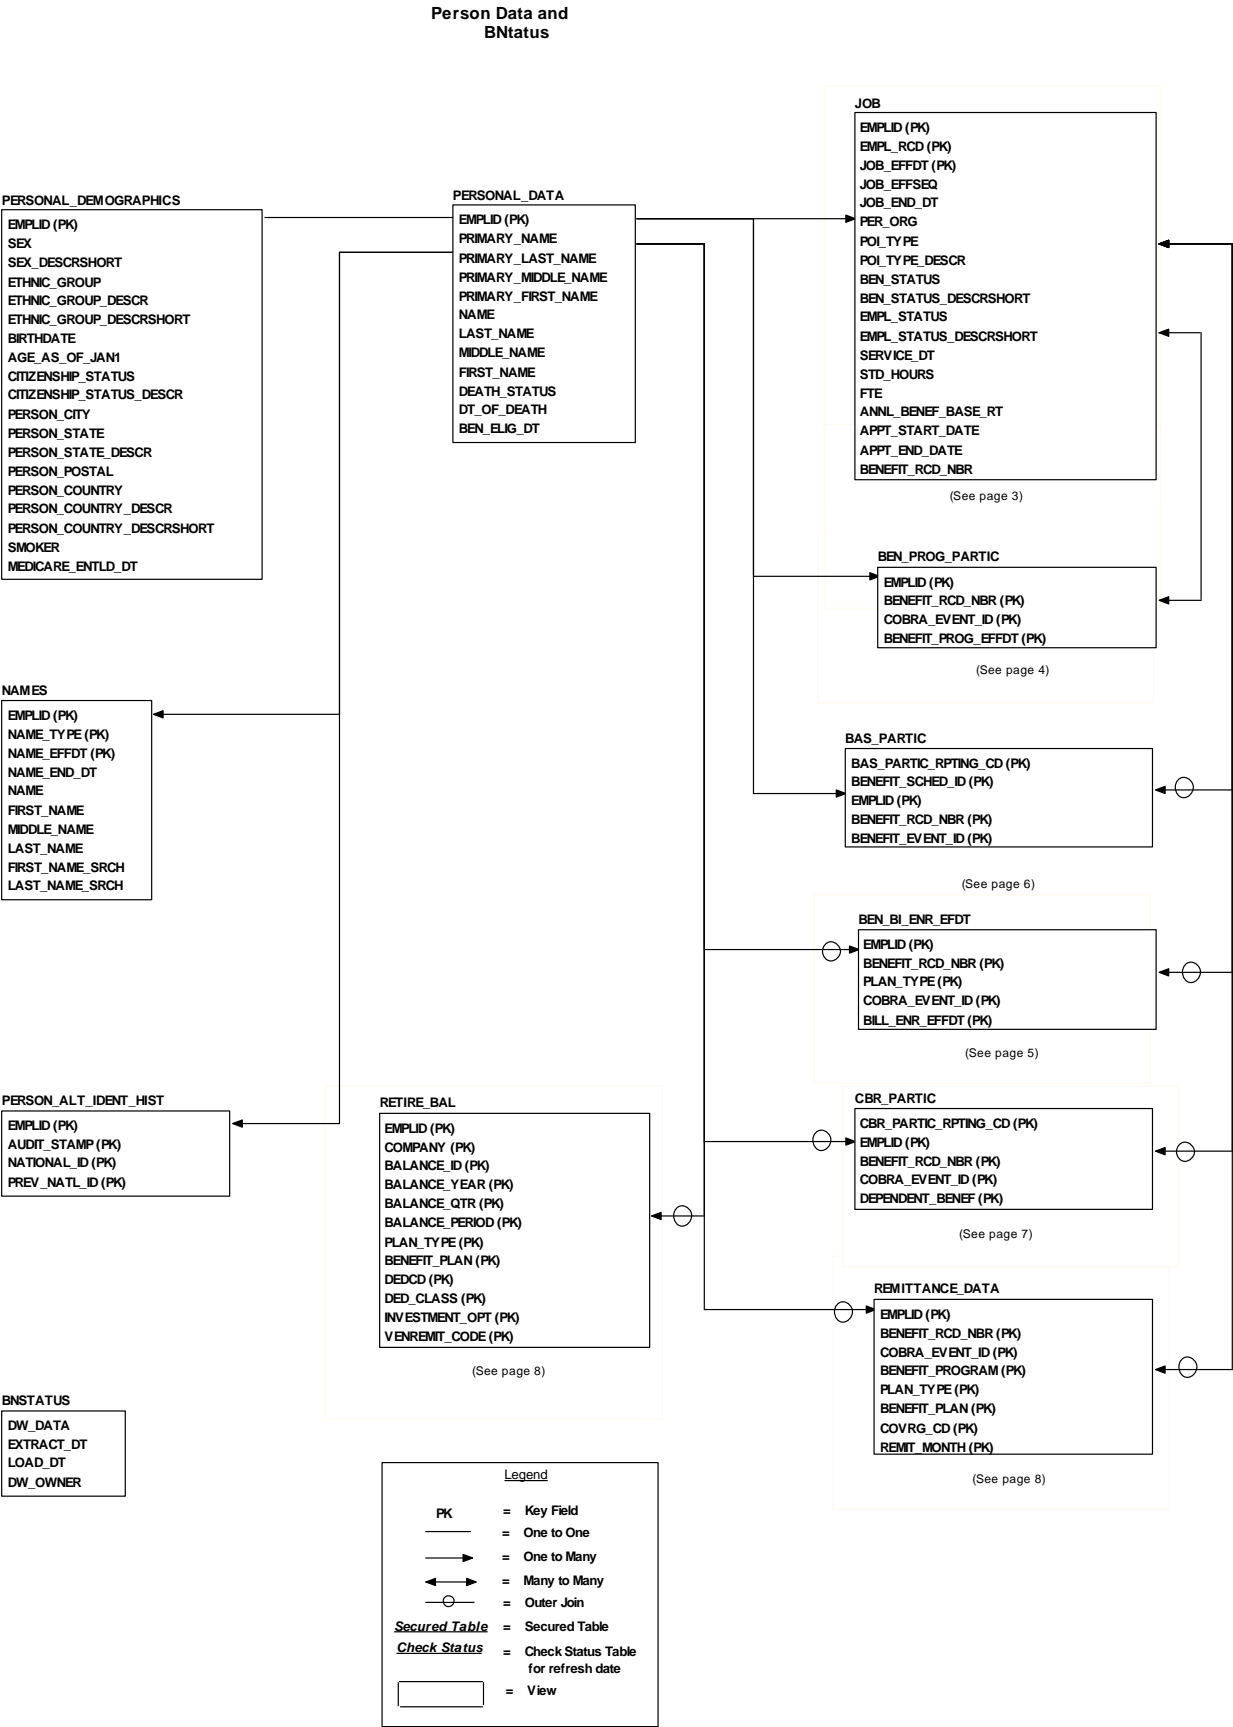 Person Data and
BNtatus
PERSONAL_DEMOGRAPHICS
EMPLID (PK)
SEX
SEX_DESCRSHORT
ETHNIC_GROUP
ETHNIC_GROUP_DESCR
ETHNIC_GROUP_DESCRSHORT
BIRTHDATE
AGE_AS_OF_JAN1
CITIZENSHIP_STATUS
CITIZENSHIP_STATUS_DESCR
PERSON_CITY
PERSON_STATE
PERSON_STATE_DESCR
PERSON_POSTAL
PERSON_COUNTRY
PERSON_COUNTRY_DESCR
PERSON_COUNTRY_DESCRSHORT
SMOKER
MEDICARE_ENTLD_DT
NAMES
EMPLID (PK)
NAME_TYPE (PK)
NAME_EFFDT (PK)
NAME_END_DT
NAME
FIRST_NAME
MIDDLE_NAME
LAST_NAME
FIRST_NAME_SRCH
LAST_NAME_SRCH
PERSON_ALT_IDENT_HIST
EMPLID (PK)
AUDIT_STAMP (PK)
NATIONAL_ID (PK)
PREV_NATL_ID (PK)
BNSTATUS
DW_DATA
EXTRACT_DT
LOAD_DT
DW_OWNER
PERSONAL_DATA
EMPLID (PK)
PRIMARY_NAME
PRIMARY_LAST_NAME
PRIMARY_MIDDLE_NAME
PRIMARY_FIRST_NAME
NAME
LAST_NAME
MIDDLE_NAME
FIRST_NAME
DEATH_STATUS
DT_OF_DEATH
BEN_ELIG_DT
RETIRE_BAL
EMPLID (PK)
COMPANY (PK)
BALANCE_ID (PK)
BALANCE_YEAR (PK)
BALANCE_QTR (PK)
BALANCE_PERIOD (PK)
PLAN_TYPE (PK)
BENEFIT_PLAN (PK)
DEDCD (PK)
DED_CLASS (PK)
INVESTMENT_OPT (PK)
VENREMIT_CODE (PK)
(See page 8)
JOB
EMPLID (PK)
EMPL_RCD (PK)
JOB_EFFDT (PK)
JOB_EFFSEQ
JOB_END_DT
PER_ORG
POI_TYPE
POI_TYPE_DESCR
BEN_STATUS
BEN_STATUS_DESCRSHORT
EMPL_STATUS
EMPL_STATUS_DESCRSHORT
SERVICE_DT
STD_HOURS
FTE
ANNL_BENEF_BASE_RT
APPT_START_DATE
APPT_END_DATE
BENEFIT_RCD_NBR
(See page 3)
BEN_PROG_PARTIC
EMPLID (PK)
BENEFIT_RCD_NBR (PK)
COBRA_EVENT_ID (PK)
BENEFIT_PROG_EFFDT (PK)
(See page 4)
BAS_PARTIC
BAS_PARTIC_RPTING_CD (PK)
BENEFIT_SCHED_ID (PK)
EMPLID (PK)
BENEFIT_RCD_NBR (PK)
BENEFIT_EVENT_ID (PK)
(See page 6)
BEN_BI_ENR_EFDT
EMPLID (PK)
BENEFIT_RCD_NBR (PK)
PLAN_TYPE (PK)
COBRA_EVENT_ID (PK)
BILL_ENR_EFFDT (PK)
(See page 5)
CBR_PARTIC
CBR_PARTIC_RPTING_CD (PK)
EMPLID (PK)
BENEFIT_RCD_NBR (PK)
COBRA_EVENT_ID (PK)
DEPENDENT_BENEF (PK)
(See page 7)
REMITTANCE_DATA
EMPLID (PK)
BENEFIT_RCD_NBR (PK)
COBRA_EVENT_ID (PK)
BENEFIT_PROGRAM (PK)
PLAN_TYPE (PK)
BENEFIT_PLAN (PK)
COVRG_CD (PK)
REMIT_MONTH (PK)
(See page 8)
Legend
PK = Key Field
= One to One
= One to Many
= Many to Many
= Outer Join
Secured Table = Secured Table
Check Status = Check Status Table
for refresh date
= View